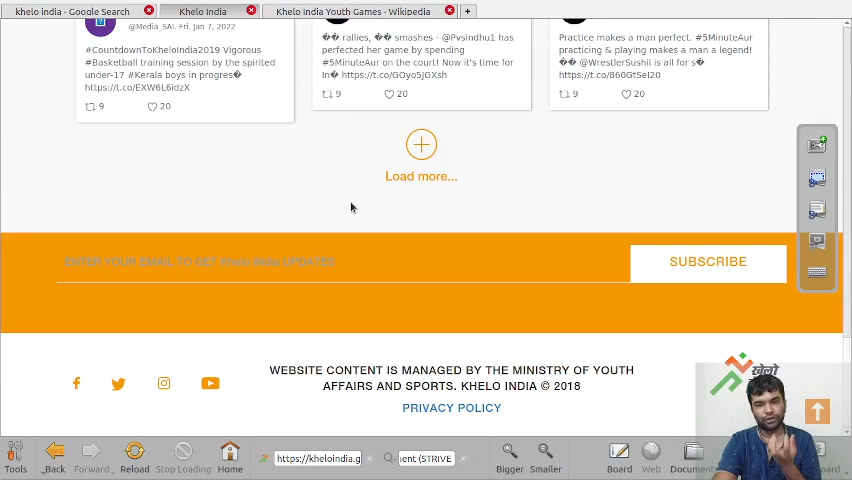 khelo india - Google Search
Khelo India
Khelo India Youth Games - Wikipedia
@Media_SAI. Fri. Jan 7, 2022
#CountdownToKheloIndia2019 Vigorous
#Basketball training session by the spirited
under-17 #Kerala boys in progres�
https://t.co/EXW6L6idzX
9 20
�� rallies, �� smashes - @Pvsindhu1 has
perfected her game by spending
#5MinuteAur on the court! Now it's time for
In� https://t.co/GOyo5JGXsh
9 20
Practice makes a man perfect. #5MinuteAur
practicing & playing makes a man a legend!
�� @WrestlerSushil is all for s�
https://t.co/860GtSeI20
9 20
Load more...
ENTER YOUR EMAIL TO GET Khelo India UPDATES
SUBSCRIBE
WEBSITE CONTENT IS MANAGED BY THE MINISTRY OF YOUTH
AFFAIRS AND SPORTS. KHELO INDIA © 2018
PRIVACY POLICY
खेलो
Tools
Back
Forward
Reload
Stop Loading
Home
https://kheloindia.g
ent (STRIVE
Bigger
Smaller
Board
Web
Document
board